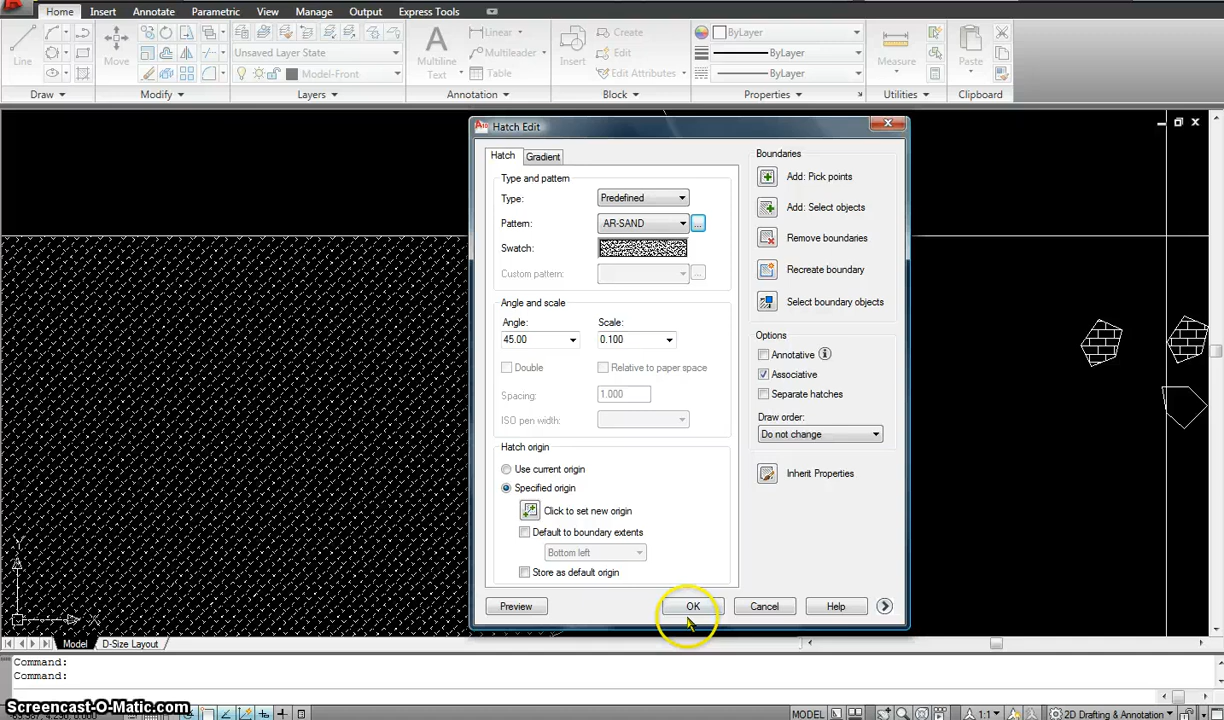 Home Insert Annotate Parametric View Manage Output Express Tools
Line
Move
Unsaved Layer State
Model-Front
Multiline
Text
Linear
Multileader
Table
Insert
Create
Edit
Edit Attributes
ByLayer
ByLayer
ByLayer
Measure
Paste
Draw Modify Layers Annotation Block Properties Utilities Clipboard
Hatch Edit
Hatch Gradient
Type and pattern
Type: Predefined
Pattern: AR-SAND ...
Swatch:
Custom pattern: ...
Angle and scale
Angle: Scale:
45.00 0.100
Double Relative to paper space
Spacing: 1.000
ISO pen width:
Hatch origin
Use current origin
Specified origin
Click to set new origin
Default to boundary extents
Bottom left
Store as default origin
Boundaries
Add: Pick points
Add: Select objects
Remove boundaries
Recreate boundary
Select boundary objects
Options
Annotative
Associative
Separate hatches
Draw order:
Do not change
Inherit Properties
Preview OK Cancel Help
Y
X
Model D-Size Layout
Command:
Command:
Screencast-O-Matic.com
MODEL 1:1 2D Drafting & Annotation